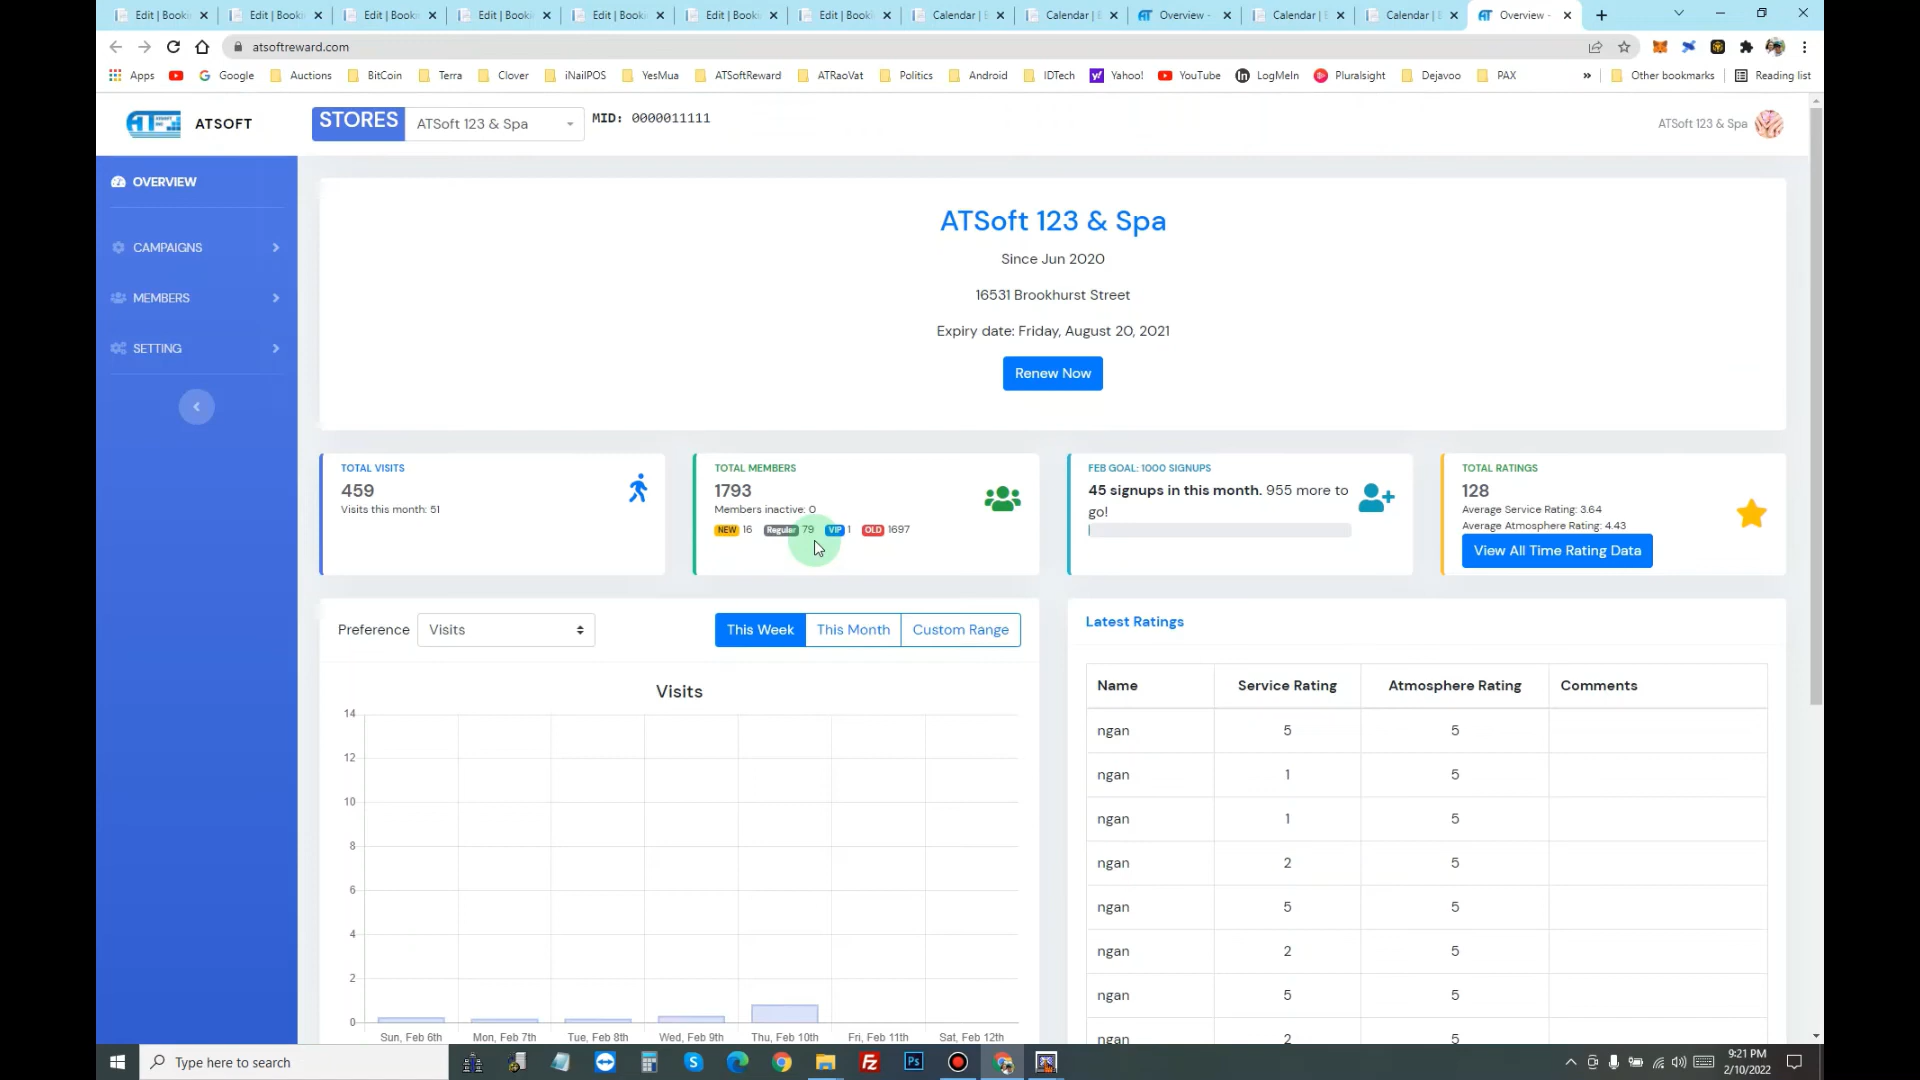 Edit | Booki Edit | Booki Edit | Booki Edit | Booki Edit | Booki Edit | Booki Edit | Booki Calendar | Calendar | Overview - Calendar | Calendar | Overview -
atsoftreward.com
Apps Google Auctions BitCoin Terra Clover iNailPOS YesMua ATSoftReward ATRaoVat Politics Android IDTech Yahoo! YouTube LogMeIn Pluralsight Dejavoo PAX » Other bookmarks Reading list
ATSOFT
STORES ATSoft 123 & Spa MID: 0000011111
ATSoft 123 & Spa
OVERVIEW
CAMPAIGNS
MEMBERS
SETTING
ATSoft 123 & Spa
Since Jun 2020
16531 Brookhurst Street
Expiry date: Friday, August 20, 2021
Renew Now
TOTAL VISITS
459
Visits this month: 51
TOTAL MEMBERS
1793
Members inactive: 0
NEW 16 Regular 79 VIP 1 OLD 1697
FEB GOAL: 1000 SIGNUPS
45 signups in this month. 955 more to
go!
TOTAL RATINGS
128
Average Service Rating: 3.64
Average Atmosphere Rating: 4.43
View All Time Rating Data
Preference Visits This Week This Month Custom Range
Visits
14
12
10
8
6
4
2
0
Sun, Feb 6th Mon, Feb 7th Tue, Feb 8th Wed, Feb 9th Thu, Feb 10th Fri, Feb 11th Sat, Feb 12th
Latest Ratings
Name Service Rating Atmosphere Rating Comments
ngan 5 5
ngan 1 5
ngan 1 5
ngan 2 5
ngan 5 5
ngan 2 5
ngan 5 5
ngan 2 5
Type here to search
9:21 PM
2/10/2022